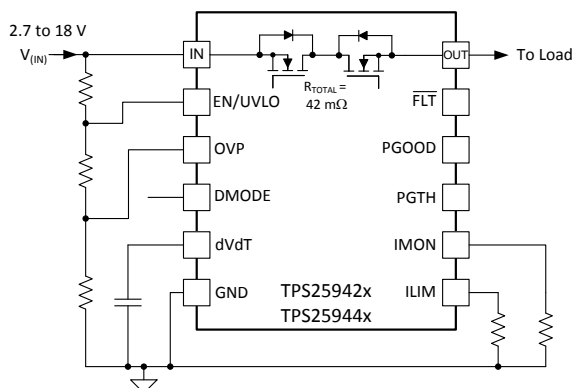 2.7 to 18 V
V(IN)
IN
OUT
To Load
RTOTAL =
42 mΩ
EN/UVLO
FLT
OVP
PGOOD
DMODE
PGTH
dVdT
IMON
GND
TPS25942x
ILIM
TPS25944x